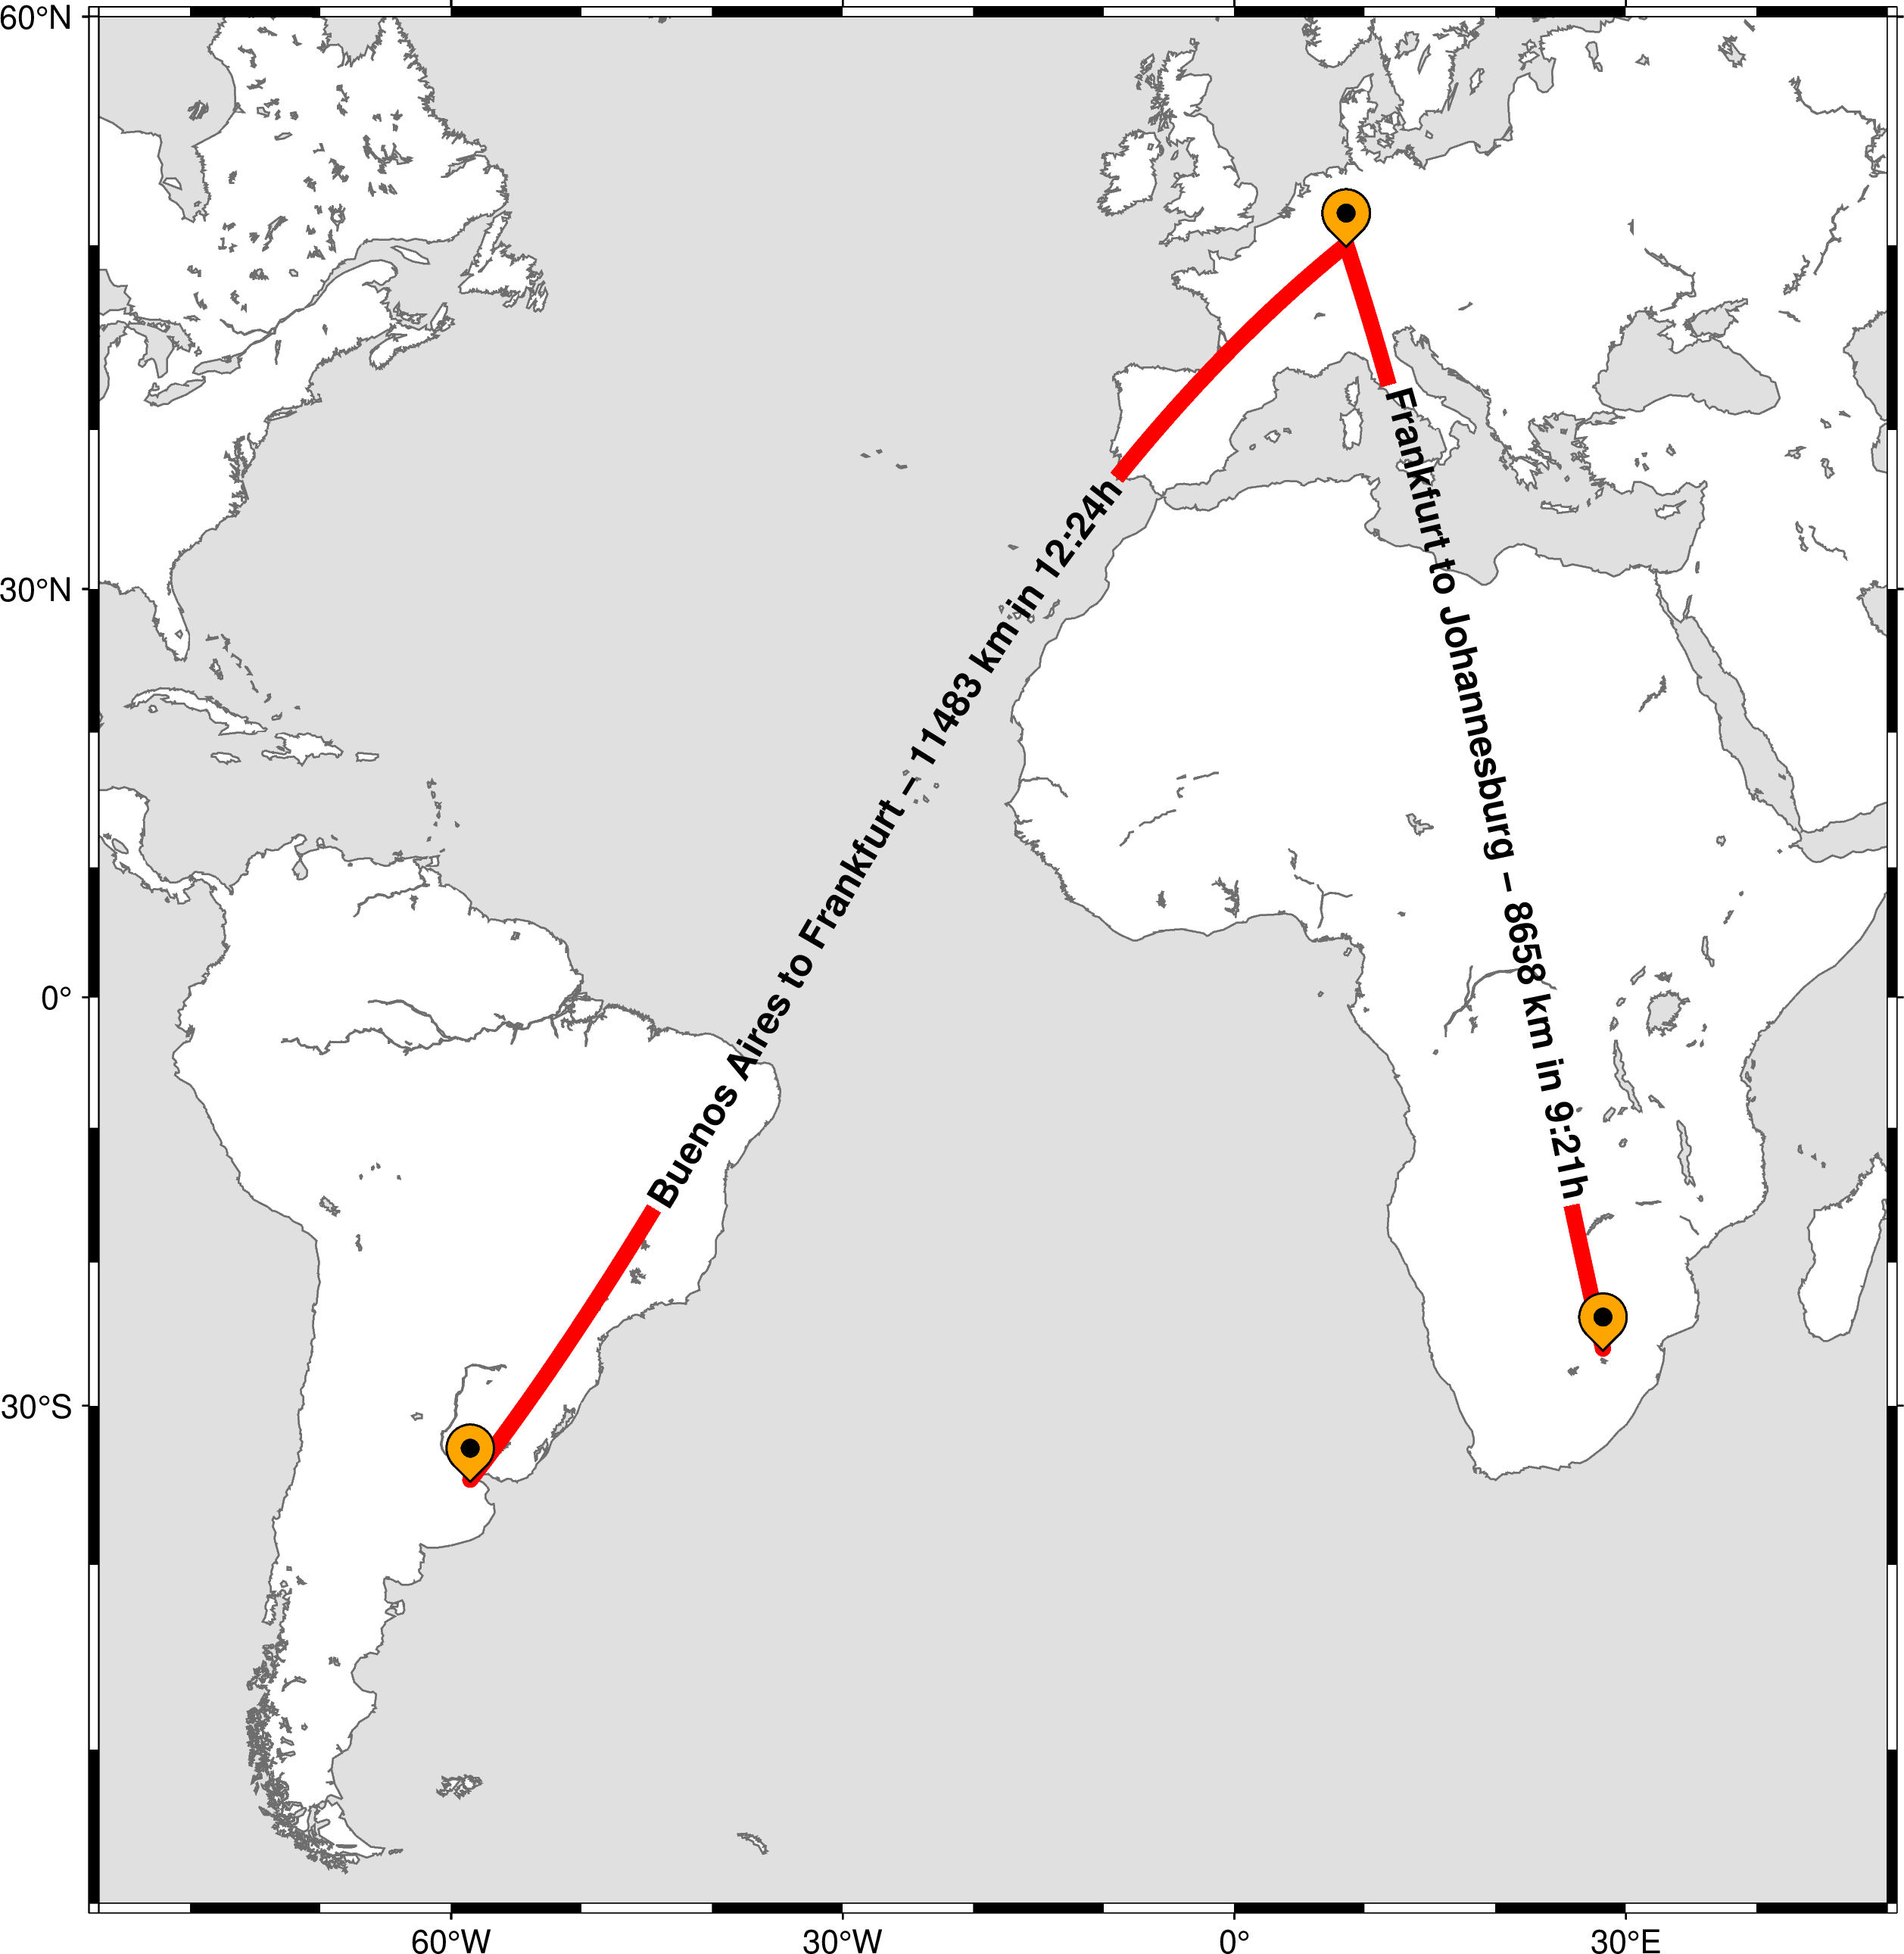 60°N
30°N
0°
30°S
60°W
30°W
0°
30°E
Buenos Aires to Frankfurt – 11483 km in 12:24h
Frankfurt to Johannesburg – 8658 km in 9:21h